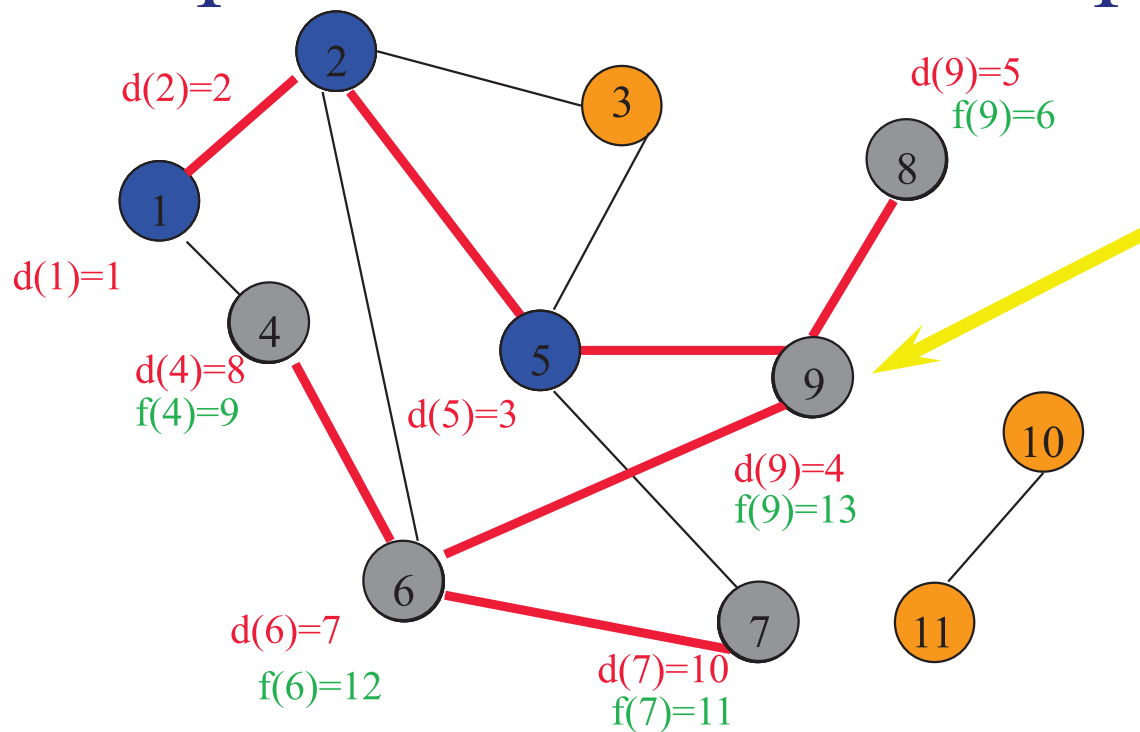 2
d(2)=2
3
d(9)=5
f(9)=6
8
1
d(1)=1
4
d(4)=8
f(4)=9
5
9
d(5)=3
d(9)=4
f(9)=13
10
6
7
11
d(6)=7
f(6)=12
d(7)=10
f(7)=11